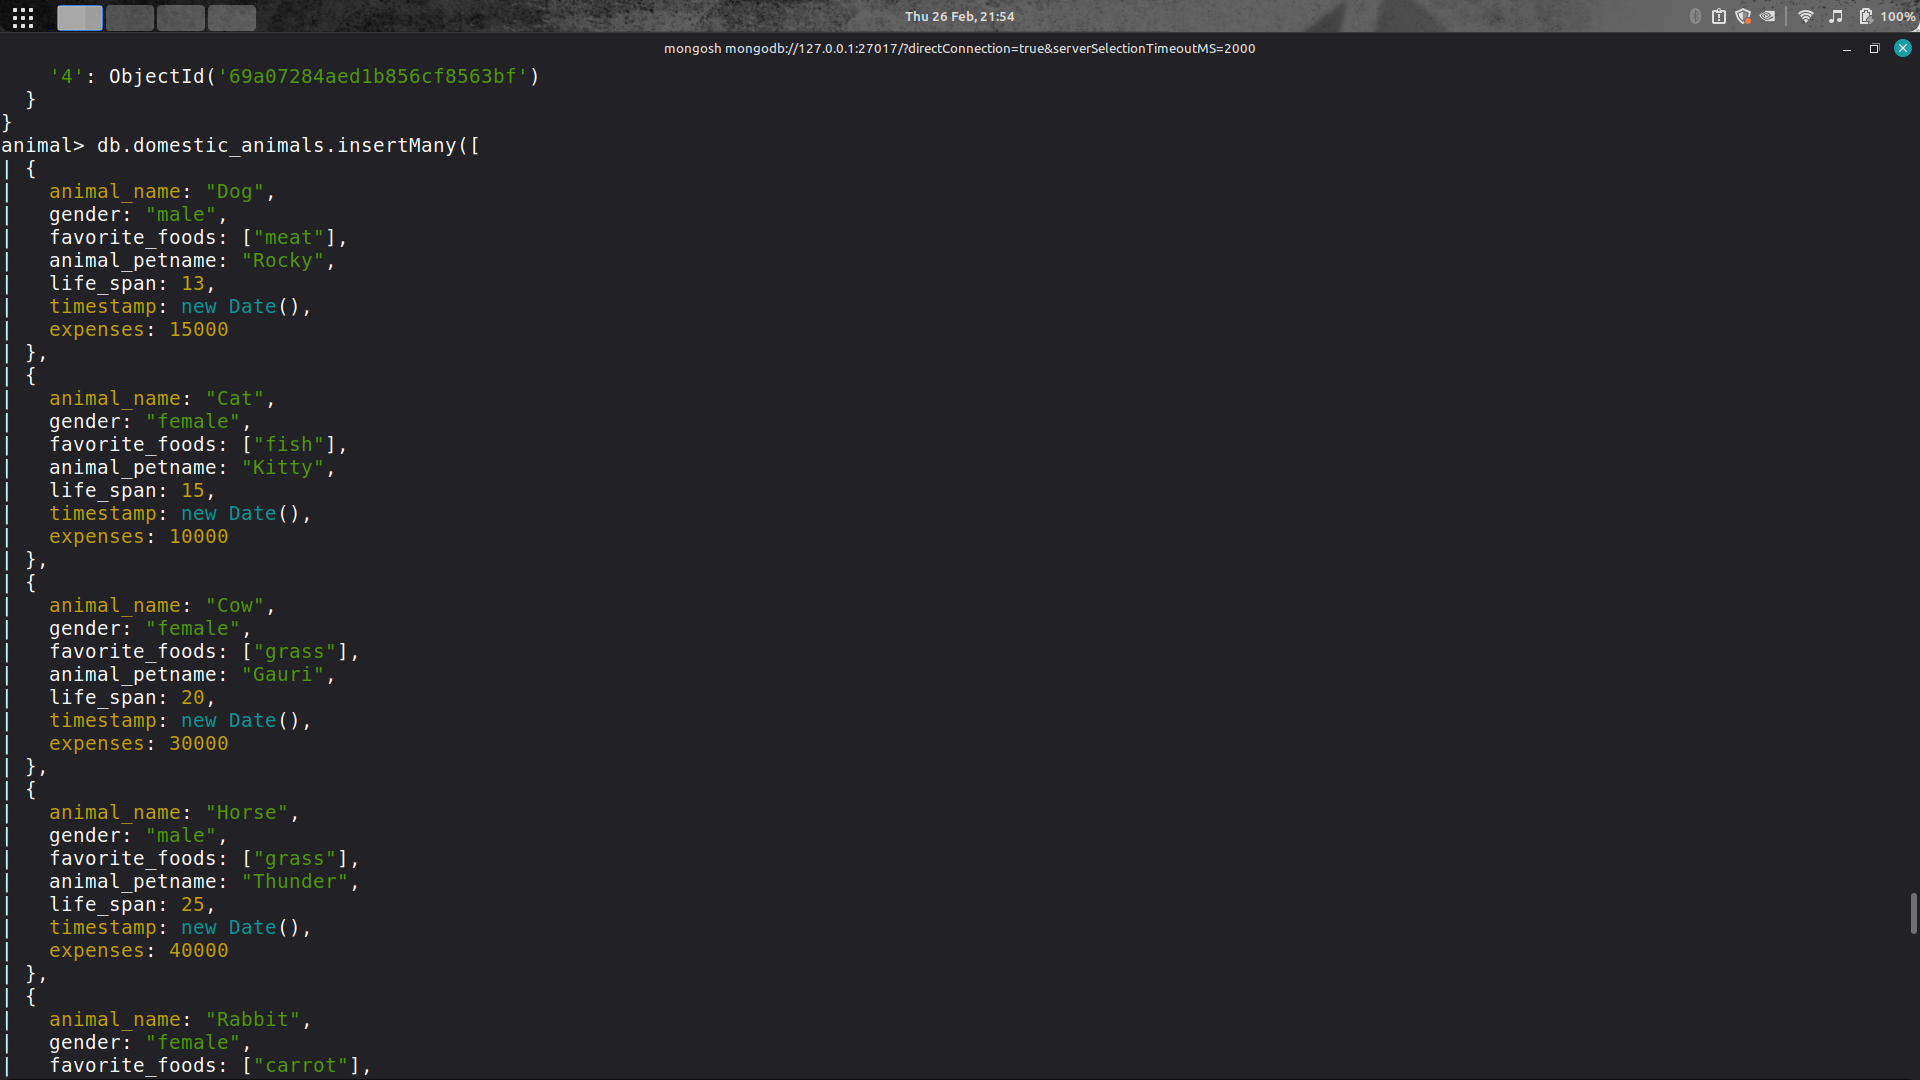 Thu 26 Feb, 21:54
100%
mongosh mongodb://127.0.0.1:27017/?directConnection=true&serverSelectionTimeoutMS=2000
    '4': ObjectId('69a07284aed1b856cf8563bf')
  }
}
animal> db.domestic_animals.insertMany([
| {
|   animal_name: "Dog",
|   gender: "male",
|   favorite_foods: ["meat"],
|   animal_petname: "Rocky",
|   life_span: 13,
|   timestamp: new Date(),
|   expenses: 15000
| },
| {
|   animal_name: "Cat",
|   gender: "female",
|   favorite_foods: ["fish"],
|   animal_petname: "Kitty",
|   life_span: 15,
|   timestamp: new Date(),
|   expenses: 10000
| },
| {
|   animal_name: "Cow",
|   gender: "female",
|   favorite_foods: ["grass"],
|   animal_petname: "Gauri",
|   life_span: 20,
|   timestamp: new Date(),
|   expenses: 30000
| },
| {
|   animal_name: "Horse",
|   gender: "male",
|   favorite_foods: ["grass"],
|   animal_petname: "Thunder",
|   life_span: 25,
|   timestamp: new Date(),
|   expenses: 40000
| },
| {
|   animal_name: "Rabbit",
|   gender: "female",
|   favorite_foods: ["carrot"],